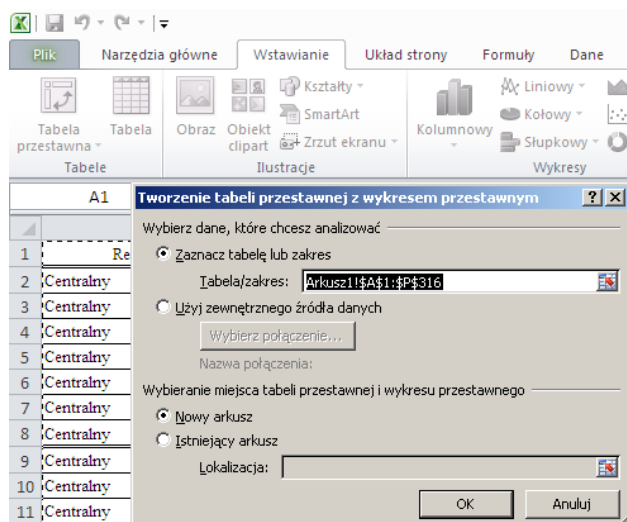 Plik Narzędzia główne Wstawianie Układ strony Formuły Dane
Tabela przestawna
Tabela
Obraz
Obiekt clipart
Kształty
SmartArt
Zrzut ekranu
Kolumnowy
Liniowy
Kołowy
Słupkowy
Tabele Ilustracje Wykresy
A1
Tworzenie tabeli przestawnej z wykresem przestawnym
Wybierz dane, które chcesz analizować
Zaznacz tabelę lub zakres
Tabela/zakres: Arkusz1!$A$1:$P$316
Użyj zewnętrznego źródła danych
Wybierz połączenie...
Nazwa połączenia:
Wybieranie miejsca tabeli przestawnej i wykresu przestawnego
Nowy arkusz
Istniejący arkusz
Lokalizacja:
OK Anuluj
1 Re
2 Centralny
3 Centralny
4 Centralny
5 Centralny
6 Centralny
7 Centralny
8 Centralny
9 Centralny
10 Centralny
11 Centralny